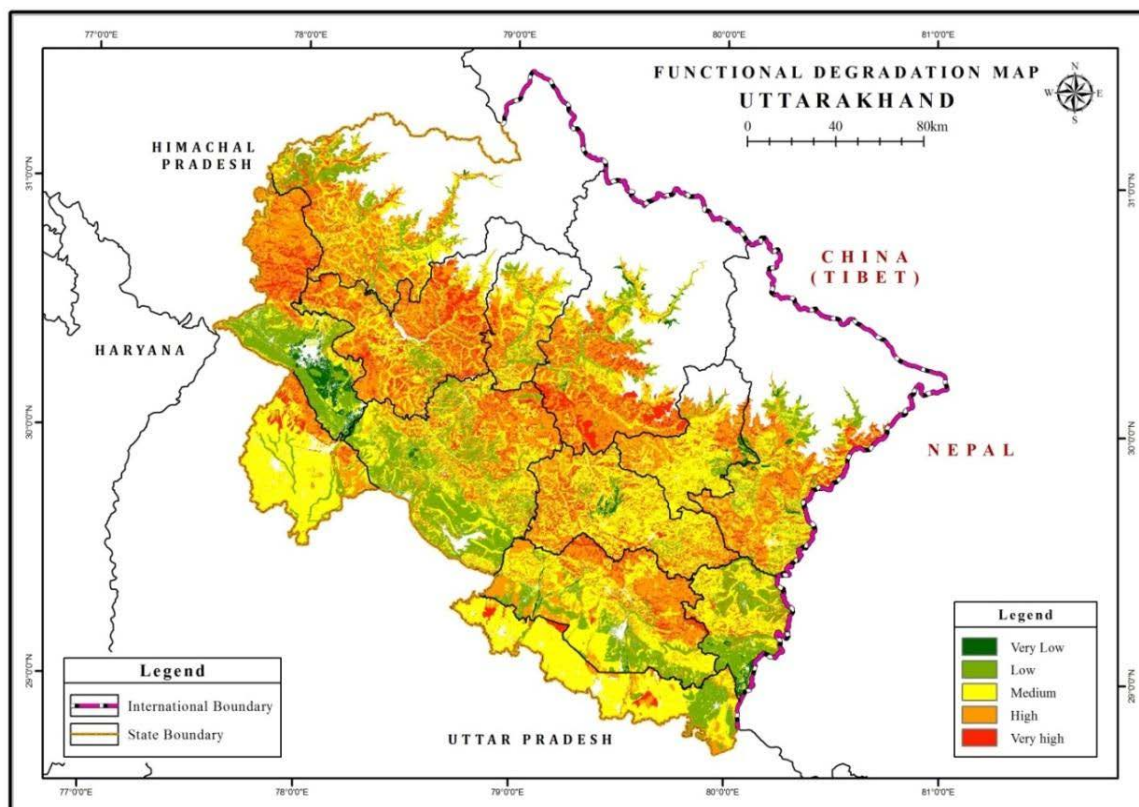 77°0'0"E 78°0'0"E 79°0'0"E 80°0'0"E 81°0'0"E
FUNCTIONAL DEGRADATION MAP
UTTARAKHAND
0 40 80km
N
W E
S
HIMACHAL
PRADESH
31°0'0"N
31°0'0"N
CHINA
(TIBET)
HARYANA
30°0'0"N
30°0'0"N
NEPAL
29°0'0"N
29°0'0"N
Legend
International Boundary
State Boundary
UTTAR PRADESH
Legend
Very Low
Low
Medium
High
Very high
77°0'0"E 78°0'0"E 79°0'0"E 80°0'0"E 81°0'0"E